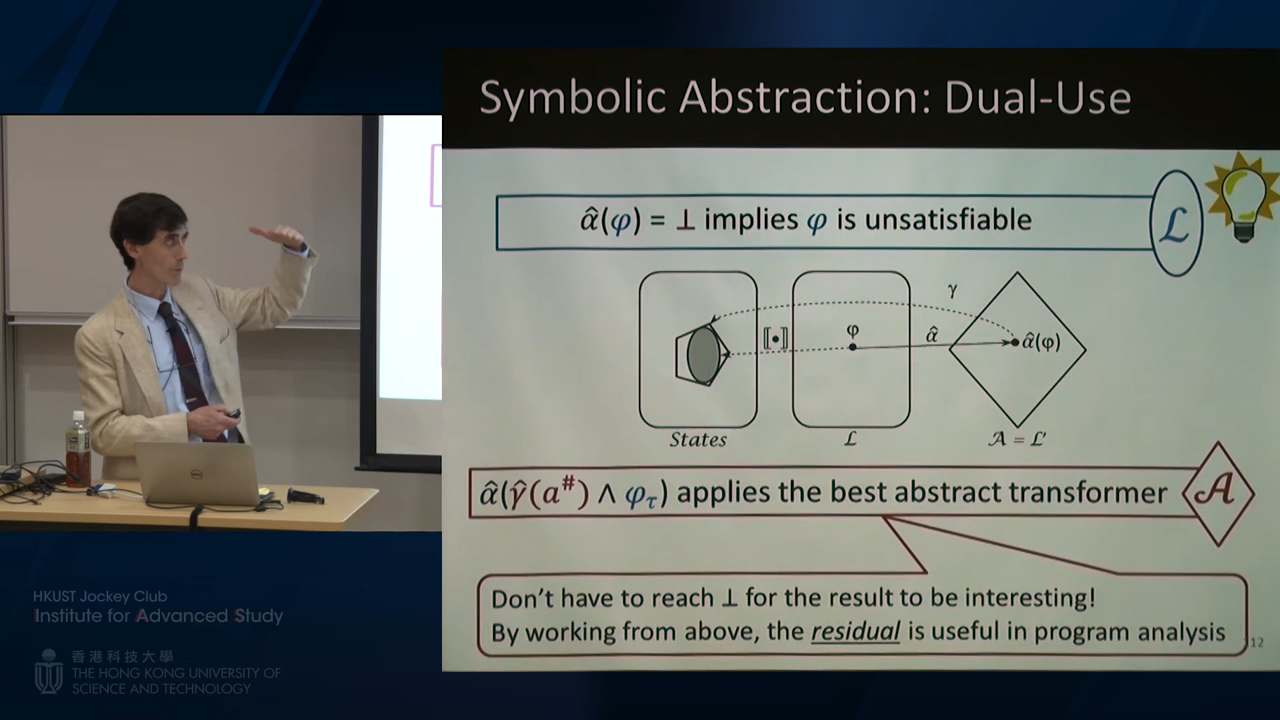 Symbolic Abstraction: Dual-Use
α̂(φ) = ⊥ implies φ is unsatisfiable
ℒ
γ
⟦•⟧
φ
α̂
α̂(φ)
States
ℒ
𝒜 = ℒ'
α̂(γ̂(a#) ∧ φτ) applies the best abstract transformer
𝒜
Don't have to reach ⊥ for the result to be interesting!
By working from above, the residual is useful in program analysis
12
DELL
HKUST Jockey Club
Institute for Advanced Study
香港科技大學
THE HONG KONG UNIVERSITY OF
SCIENCE AND TECHNOLOGY